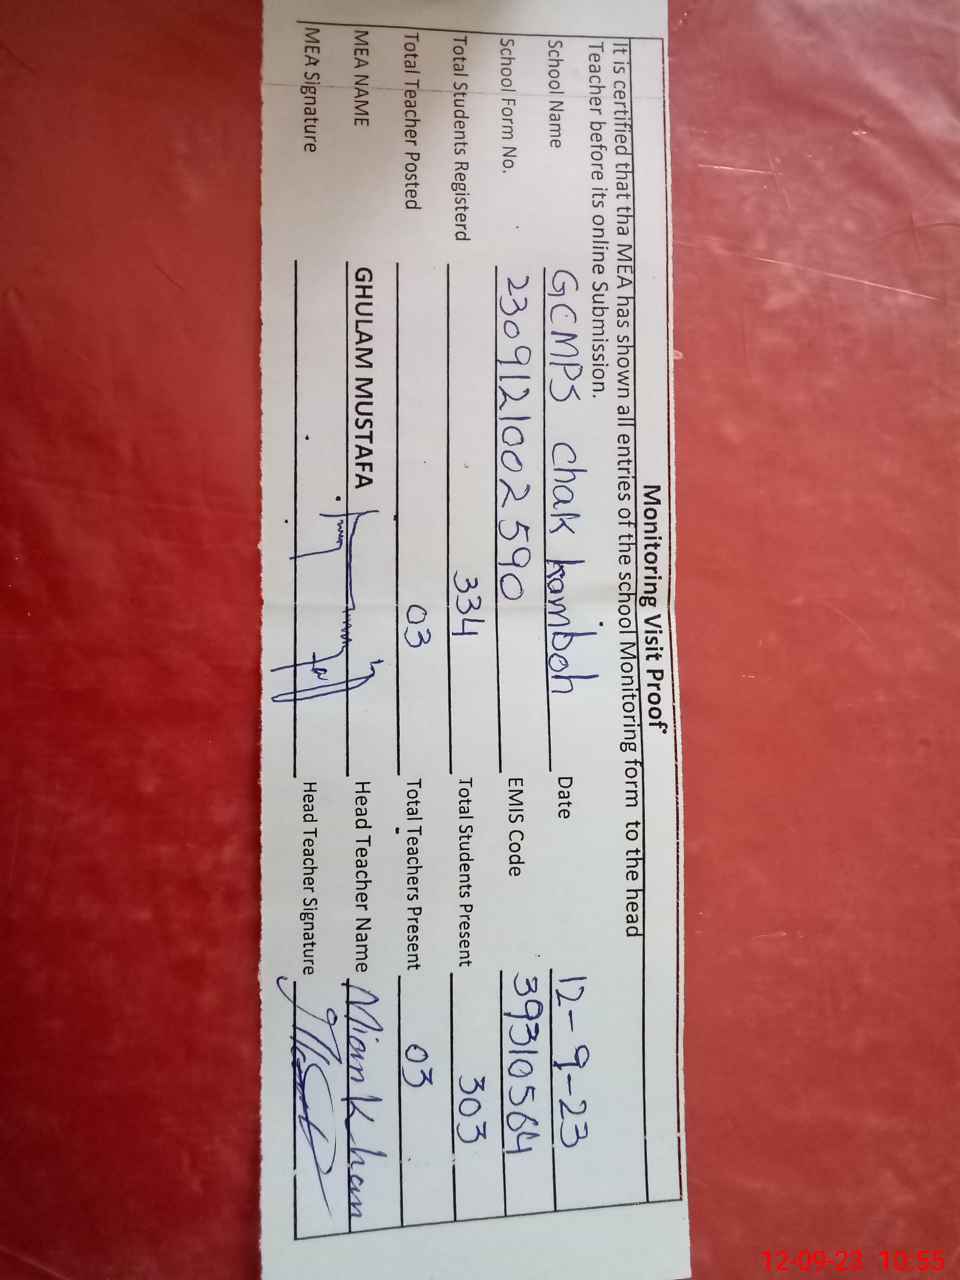 Monitoring Visit Proof
It is certified that tha MEA has shown all entries of the school Monitoring form to the head
Teacher before its online Submission.
School Name GCMPS Chak kamboh Date 12-9-23
School Form No. 2309121002590 EMIS Code 39310564
Total Students Registerd 334 Total Students Present 303
Total Teacher Posted 03 Total Teachers Present 03
MEA NAME GHULAM MUSTAFA Head Teacher Name Mian Khan
MEA Signature Head Teacher Signature
12-09-23 10:55